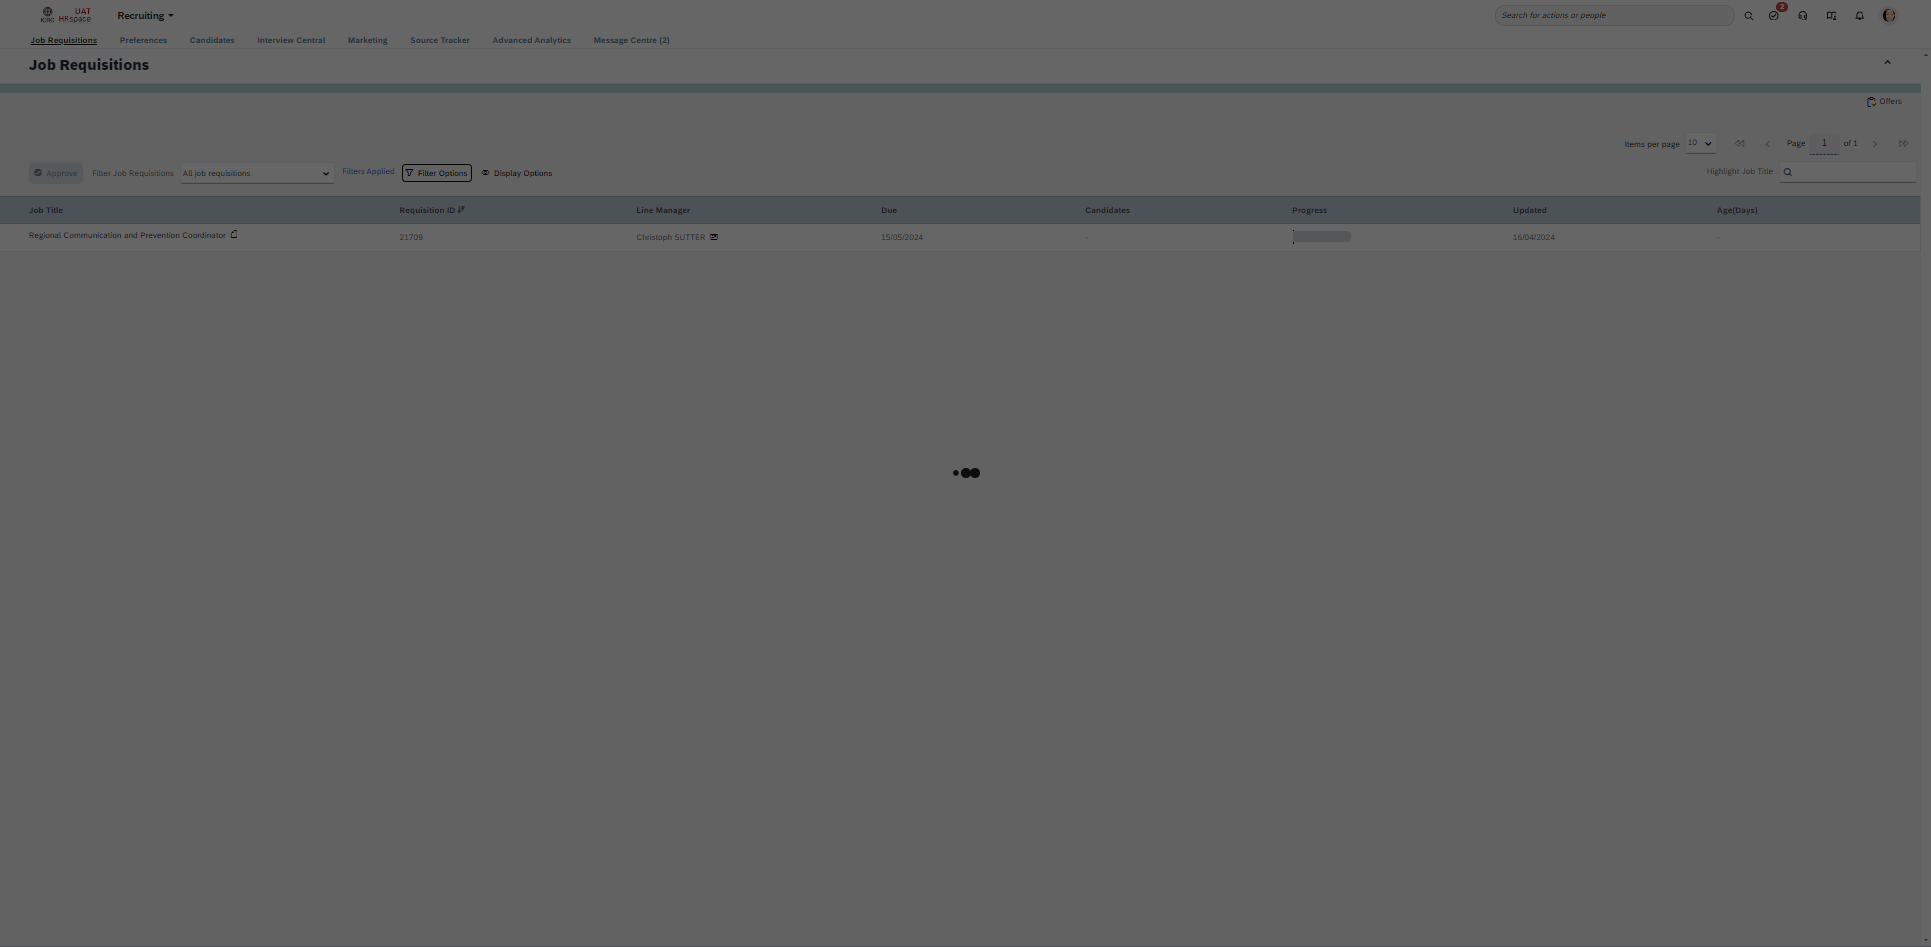 UAT
ICRC HRspace
Recruiting
Search for actions or people
2
Job Requisitions Preferences Candidates Interview Central Marketing Source Tracker Advanced Analytics Message Centre (2)
Job Requisitions
Offers
Items per page 10 Page 1 of 1
Approve Filter Job Requisitions All job requisitions Filters Applied Filter Options Display Options Highlight Job Title
Job Title Requisition ID Line Manager Due Candidates Progress Updated Age(Days)
Regional Communication and Prevention Coordinator 21709 Christoph SUTTER 15/05/2024 - 16/04/2024 -